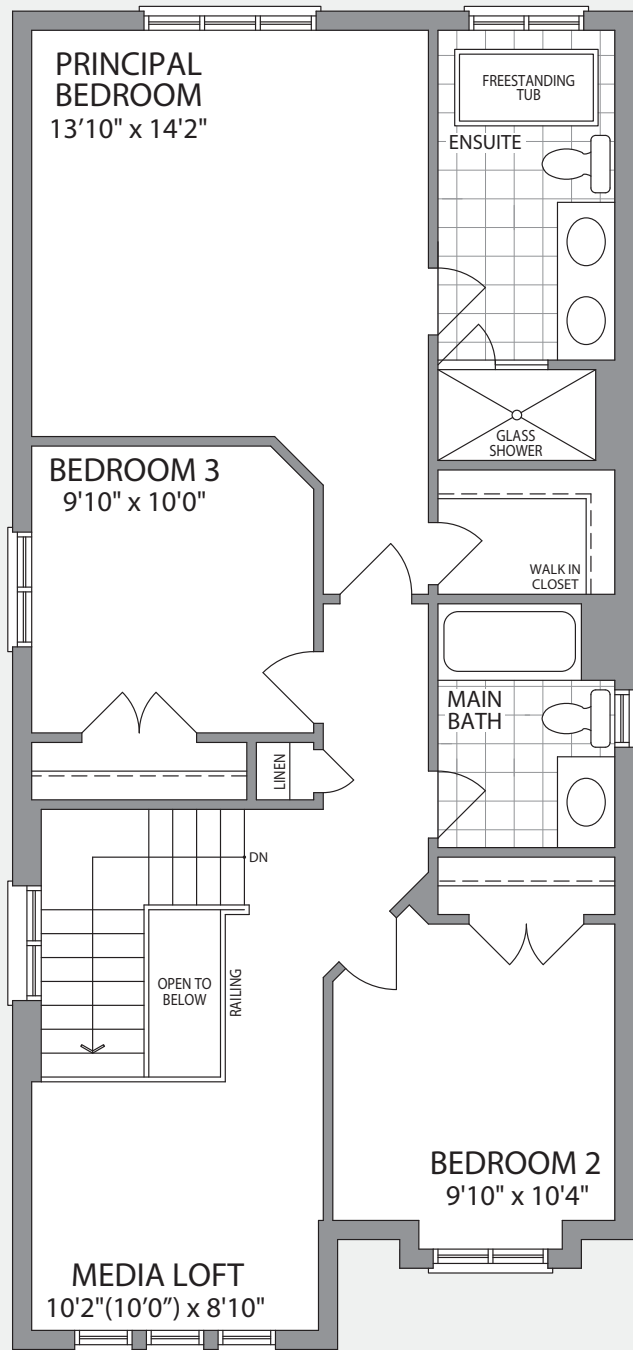 PRINCIPAL
BEDROOM
13’10" x 14'2"
FREESTANDING
TUB
ENSUITE
GLASS
SHOWER
BEDROOM 3
9'10" x 10'0"
WALK IN
CLOSET
MAIN
BATH
LINEN
DN
OPEN TO
BELOW
RAILING
BEDROOM 2
9'10" x 10'4"
MEDIA LOFT
10'2"(10'0”) x 8'10"